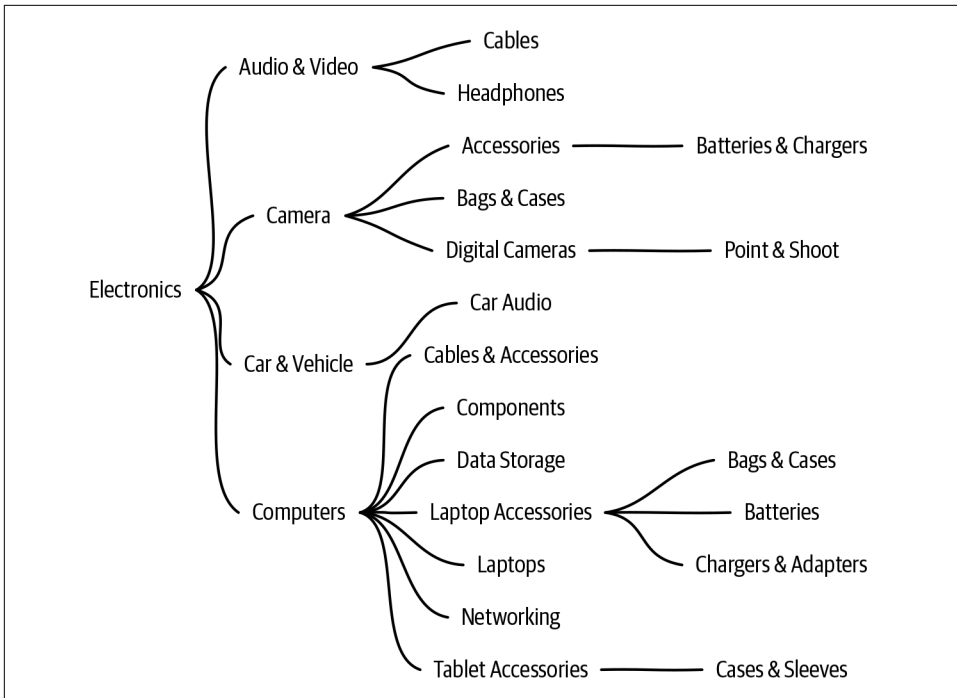 Cables
Audio & Video
Headphones
Accessories
Batteries & Chargers
Bags & Cases
Camera
Digital Cameras
Point & Shoot
Electronics
Car Audio
Car & Vehicle
Cables & Accessories
Components
Data Storage
Bags & Cases
Computers
Laptop Accessories
Batteries
Laptops
Chargers & Adapters
Networking
Tablet Accessories
Cases & Sleeves